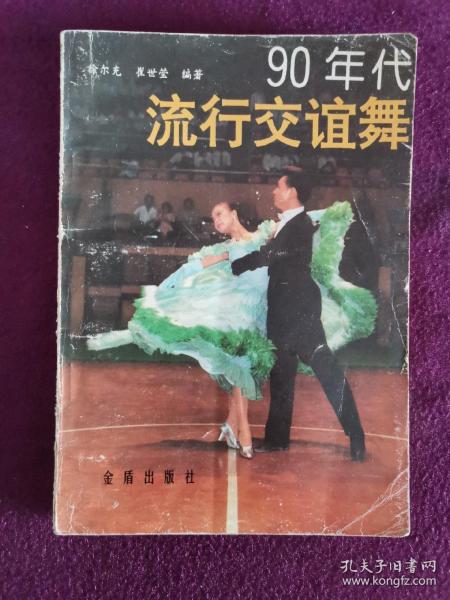 90年代
徐尔充 崔世莹 编著
流行交谊舞
金盾出版社
孔夫子旧书网
www.kongfz.com